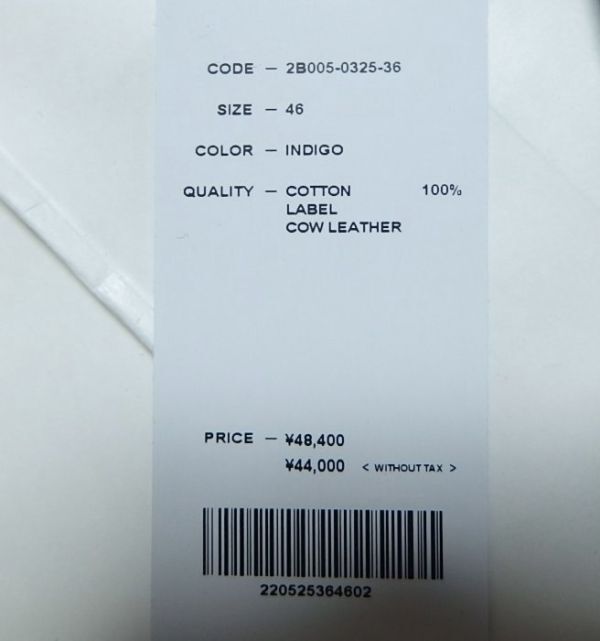 CODE — 2B005-0325-36
SIZE — 46
COLOR — INDIGO
QUALITY — COTTON 100%
LABEL
COW LEATHER
PRICE — ¥48,400
¥44,000 < WITHOUT TAX >
220525364602